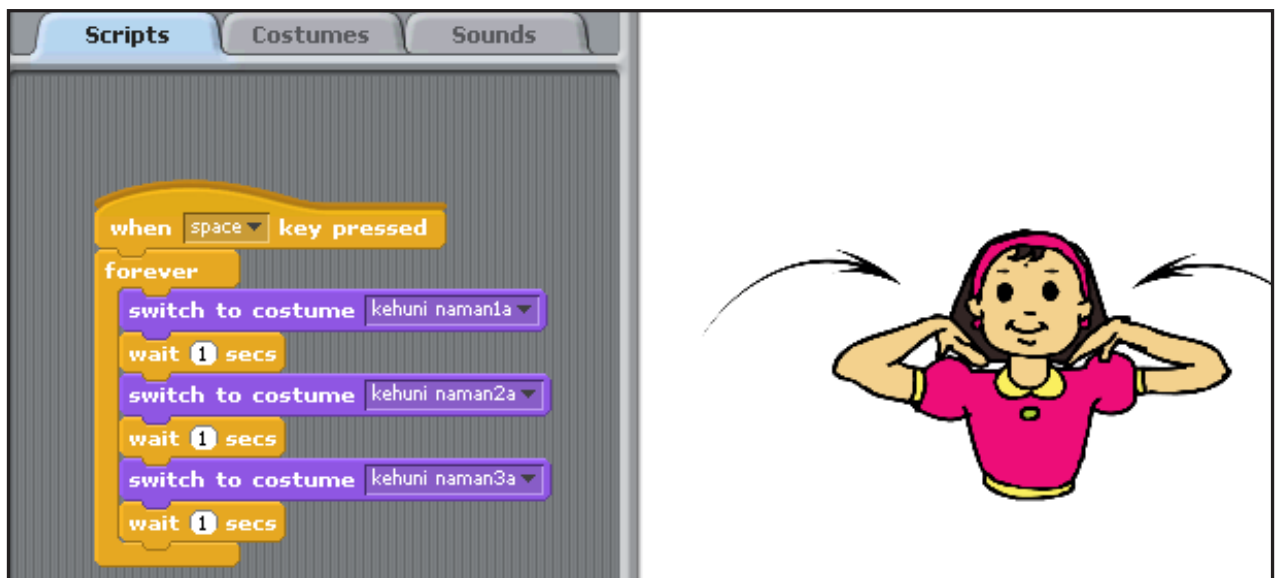 Scripts Costumes Sounds
when space key pressed
forever
switch to costume kehuni naman1a
wait 1 secs
switch to costume kehuni naman2a
wait 1 secs
switch to costume kehuni naman3a
wait 1 secs